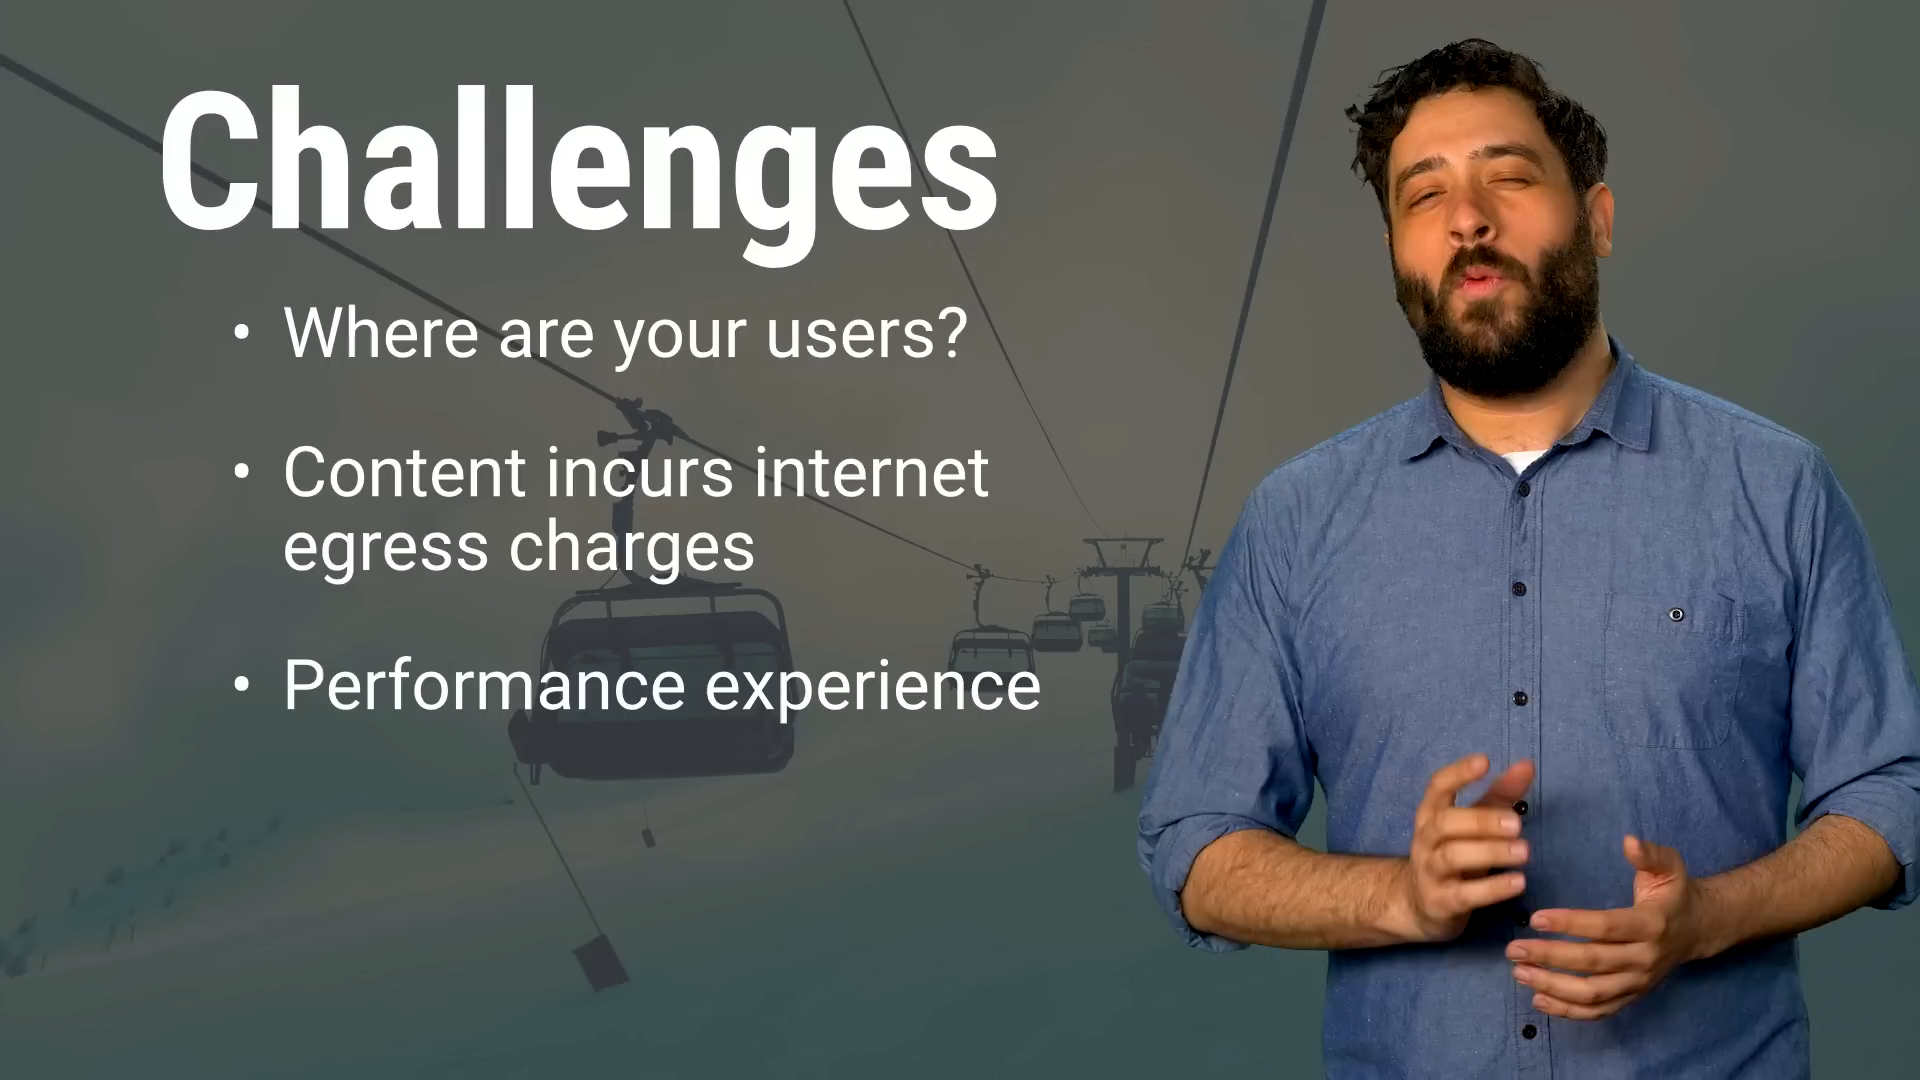 Challenges
• Where are your users?
• Content incurs internet
egress charges
• Performance experience